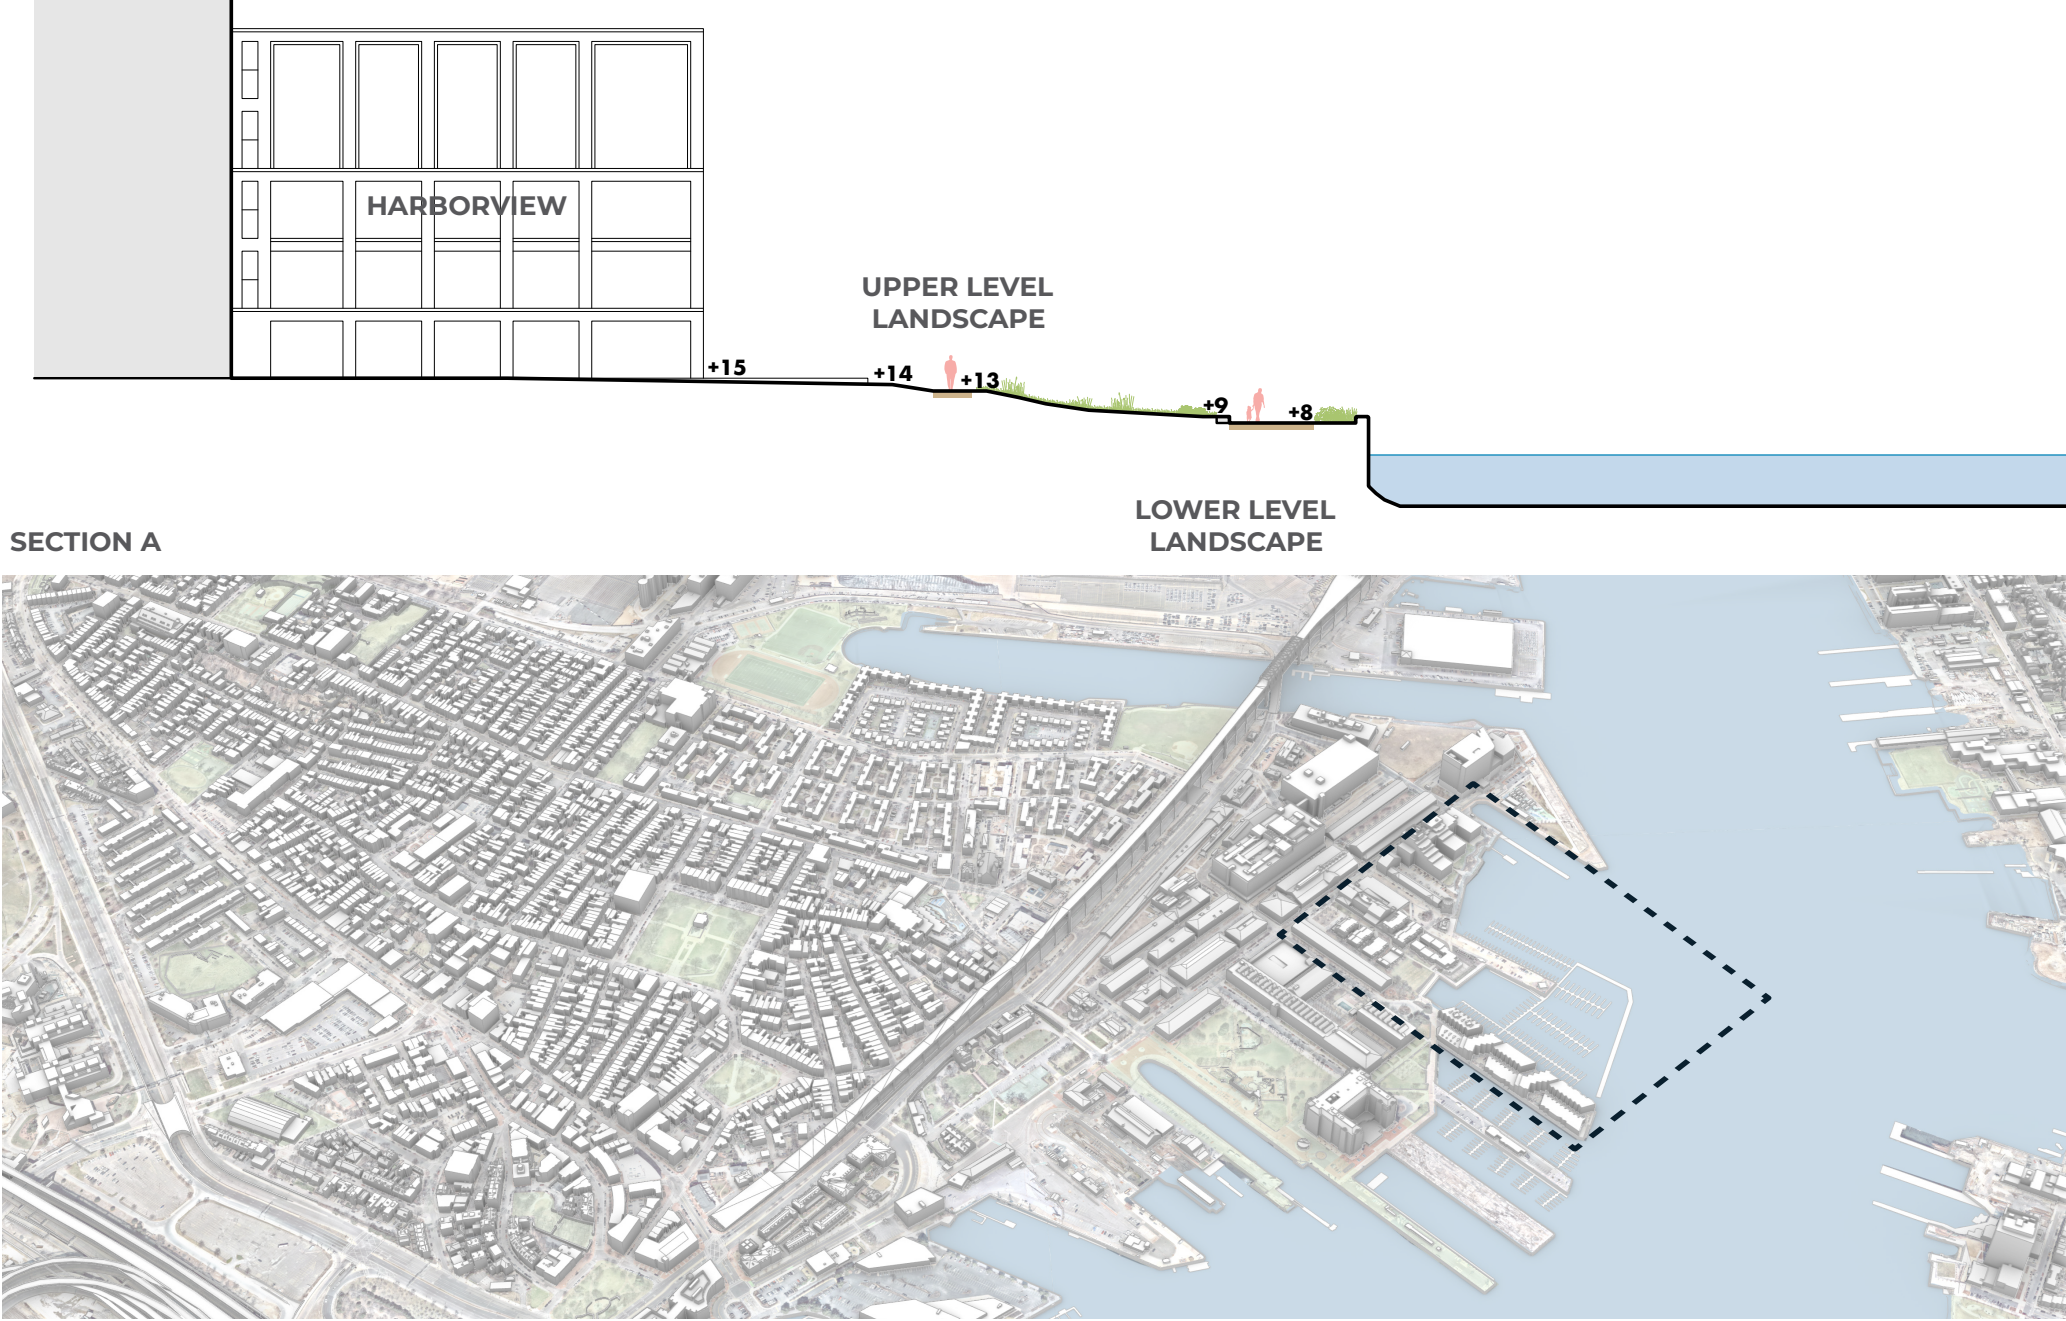 HARBORVIEW
UPPER LEVEL
LANDSCAPE
+15
+14
+13
+9
+8
LOWER LEVEL
LANDSCAPE
SECTION A